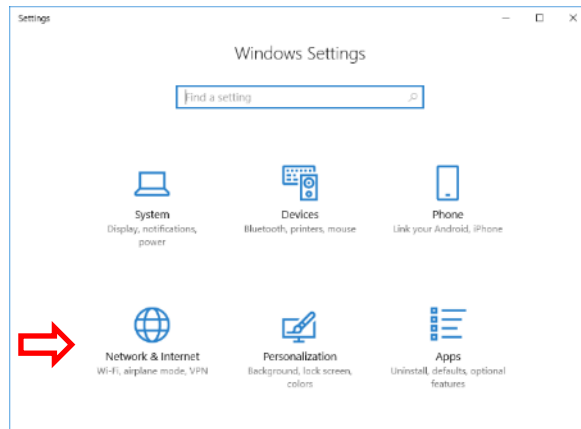 Settings
Windows Settings
Find a setting
System
Devices
Phone
Display, notifications,
power
Bluetooth, printers, mouse
Link your Android, iPhone
Network & Internet
Personalization
Apps
Wi-Fi, airplane mode, VPN
Background, lock screen,
colors
Uninstall, defaults, optional
features